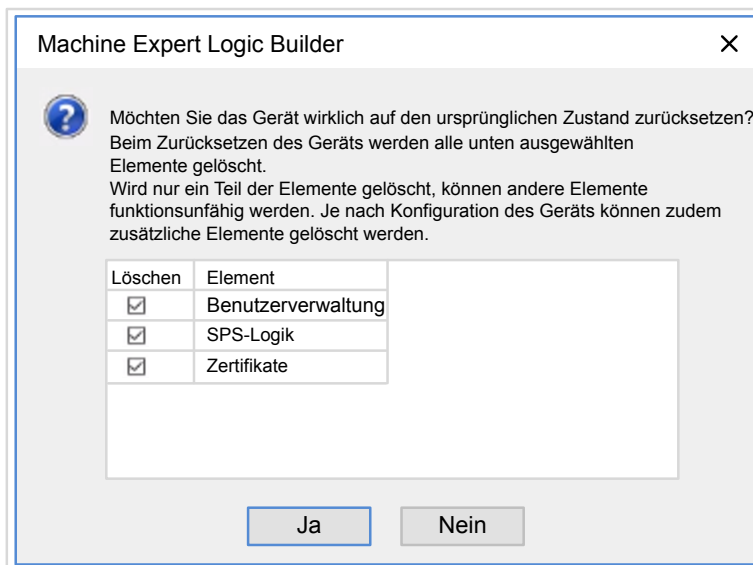 Machine Expert Logic Builder
Möchten Sie das Gerät wirklich auf den ursprünglichen Zustand zurücksetzen?
Beim Zurücksetzen des Geräts werden alle unten ausgewählten
Elemente gelöscht.
Wird nur ein Teil der Elemente gelöscht, können andere Elemente
funktionsunfähig werden. Je nach Konfiguration des Geräts können zudem
zusätzliche Elemente gelöscht werden.
Löschen Element
Benutzerverwaltung
SPS-Logik
Zertifikate
Ja Nein